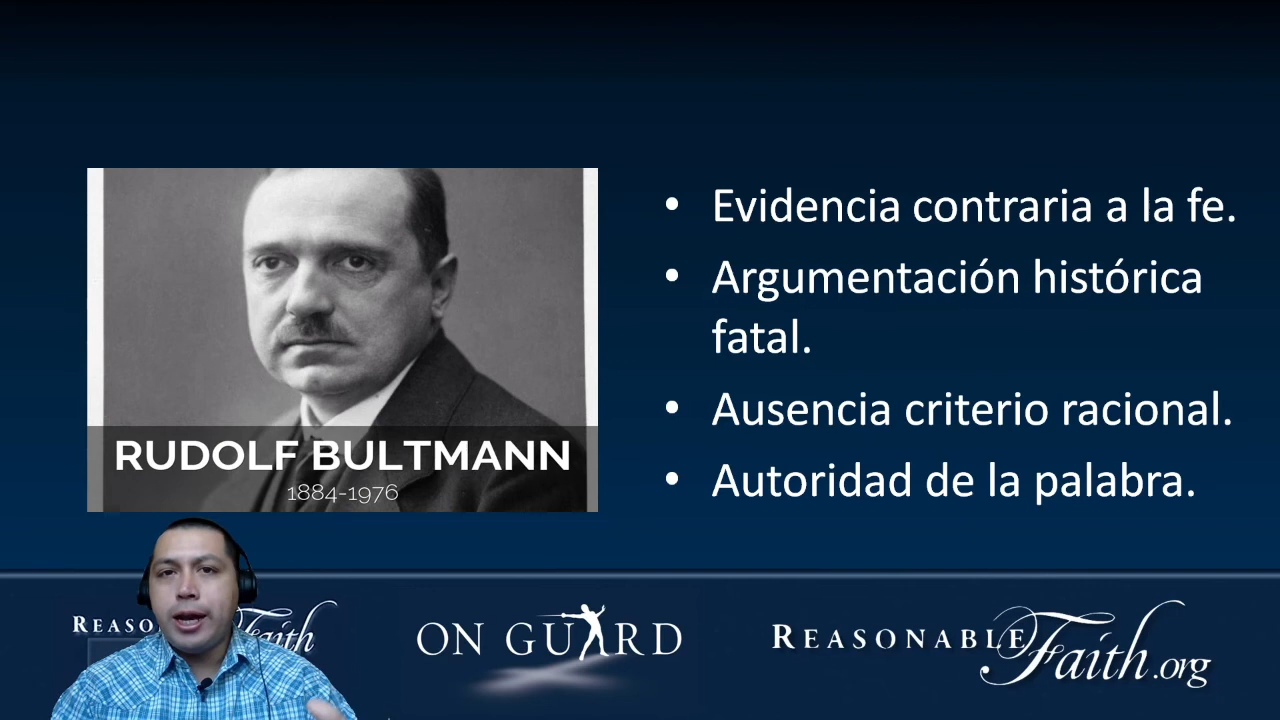 RUDOLF BULTMANN
1884-1976
• Evidencia contraria a la fe.
• Argumentación histórica
fatal.
• Ausencia criterio racional.
• Autoridad de la palabra.
ON GUARD
REASONABLE
Faith.org